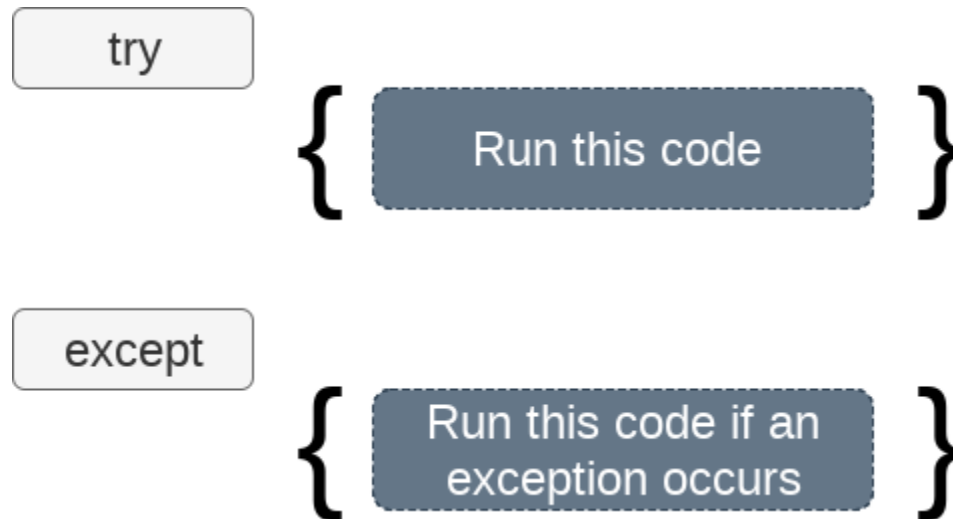 try
{ Run this code }
except
{ Run this code if an
exception occurs }